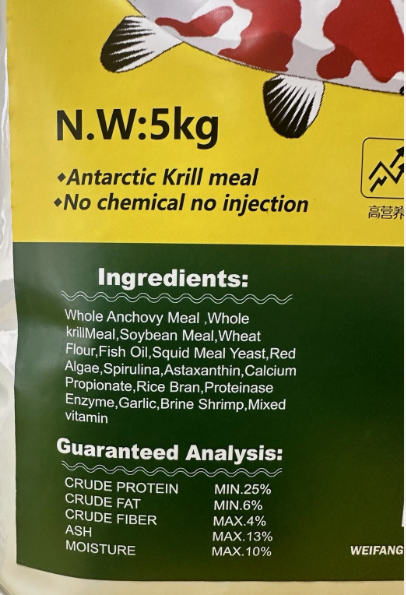 N.W:5kg
◆Antarctic Krill meal
◆No chemical no injection
高营养
Ingredients:
Whole Anchovy Meal ,Whole
krillMeal,Soybean Meal,Wheat
Flour,Fish Oil,Squid Meal Yeast,Red
Algae,Spirulina,Astaxanthin,Calcium
Propionate,Rice Bran,Proteinase
Enzyme,Garlic,Brine Shrimp,Mixed
vitamin
Guaranteed Analysis:
CRUDE PROTEIN MIN.25%
CRUDE FAT MIN.6%
CRUDE FIBER MAX.4%
ASH MAX.13%
MOISTURE MAX.10%
WEIFANG